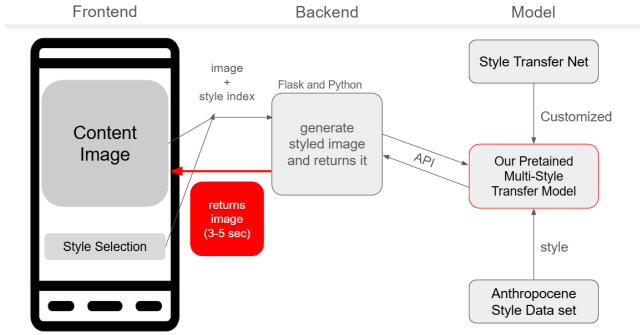 Frontend
Backend
Model
image
+
style index
Flask and Python
Content
Image
generate
styled image
and returns it
API
Style Transfer Net
Customized
Our Pretained
Multi-Style
Transfer Model
returns
image
(3-5 sec)
Style Selection
style
Anthropocene
Style Data set